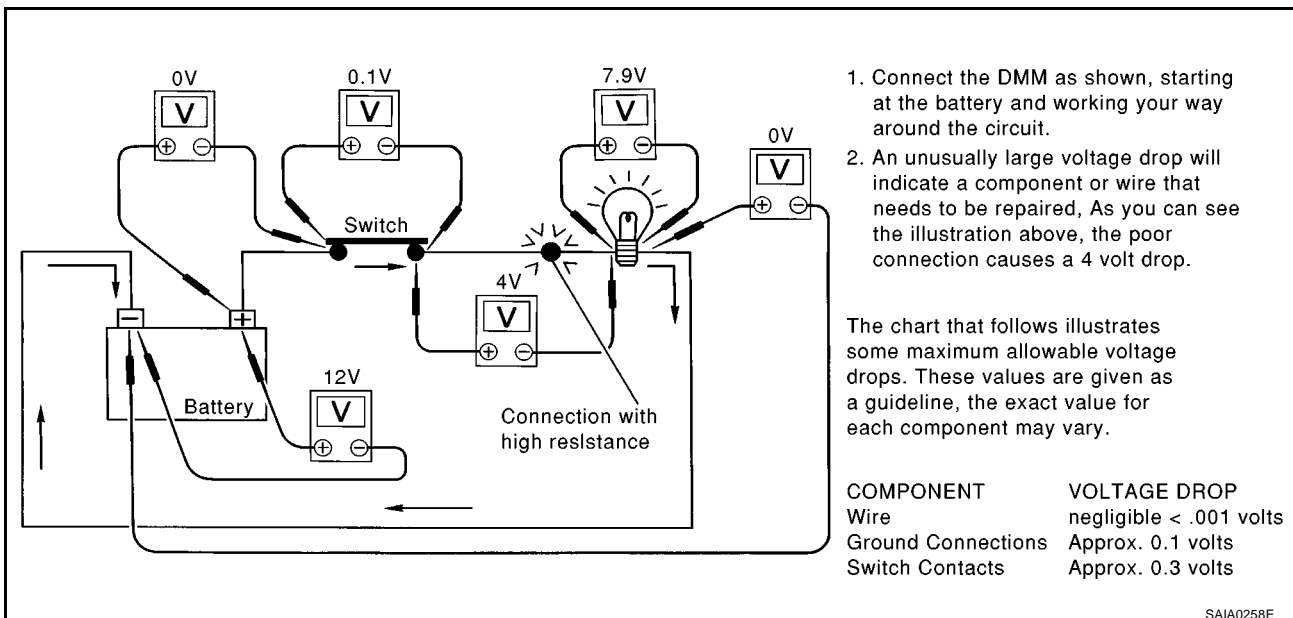 0V
0.1V
7.9V
0V
V
V
V
V
+ −
+ −
+ −
+ −
Switch
4V
V
+ −
− +
Battery
12V
V
+ −
Connection with
high reslstance
1. Connect the DMM as shown, starting
at the battery and working your way
around the circuit.
2. An unusually large voltage drop will
indicate a component or wire that
needs to be repaired, As you can see
the illustration above, the poor
connection causes a 4 volt drop.
The chart that follows illustrates
some maximum allowable voltage
drops. These values are given as
a guideline, the exact value for
each component may vary.
COMPONENT VOLTAGE DROP
Wire negligible < .001 volts
Ground Connections Approx. 0.1 volts
Switch Contacts Approx. 0.3 volts
SAIA0258E